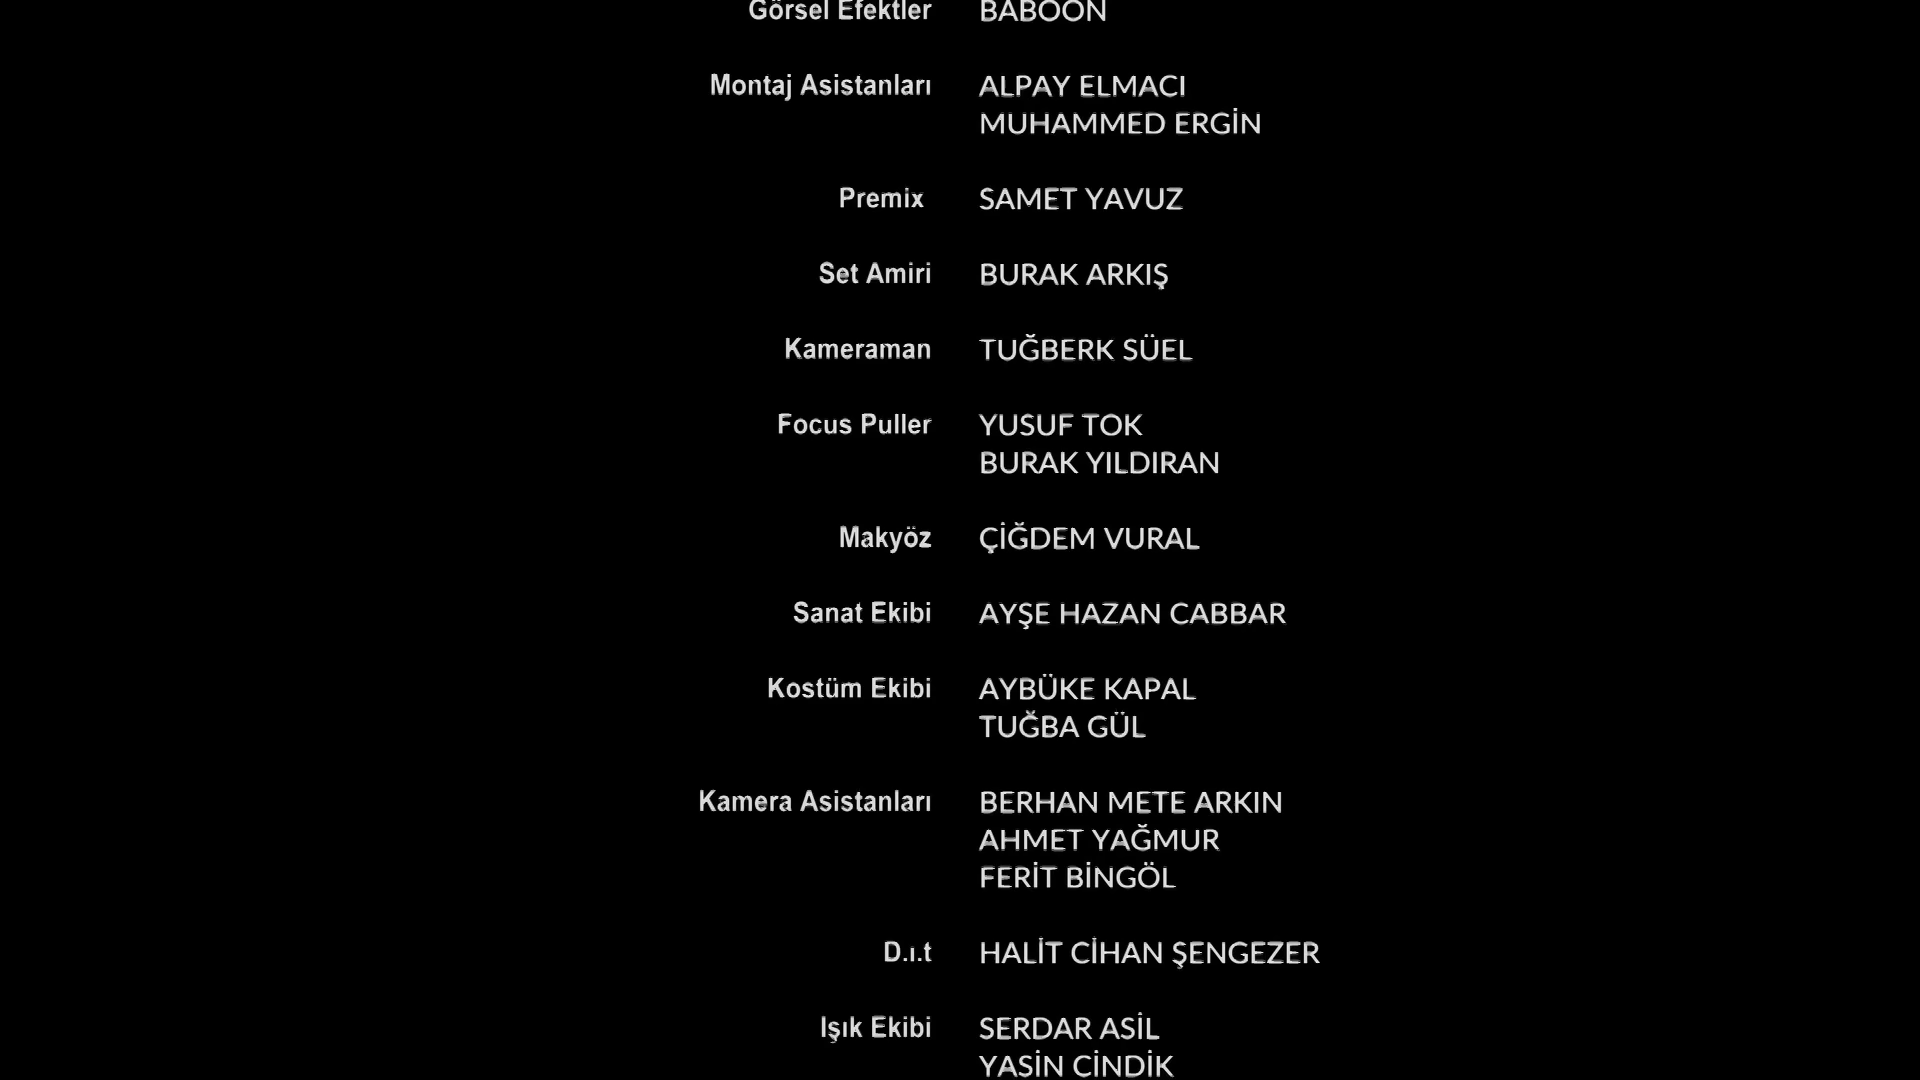 Görsel Efektler BABOON
Montaj Asistanları ALPAY ELMACI
MUHAMMED ERGİN
Premix SAMET YAVUZ
Set Amiri BURAK ARKIŞ
Kameraman TUĞBERK SÜEL
Focus Puller YUSUF TOK
BURAK YILDIRAN
Makyöz ÇİĞDEM VURAL
Sanat Ekibi AYŞE HAZAN CABBAR
Kostüm Ekibi AYBÜKE KAPAL
TUĞBA GÜL
Kamera Asistanları BERHAN METE ARKIN
AHMET YAĞMUR
FERİT BİNGÖL
D.ı.t HALİT CİHAN ŞENGEZER
Işık Ekibi SERDAR ASİL
YASİN CİNDİK